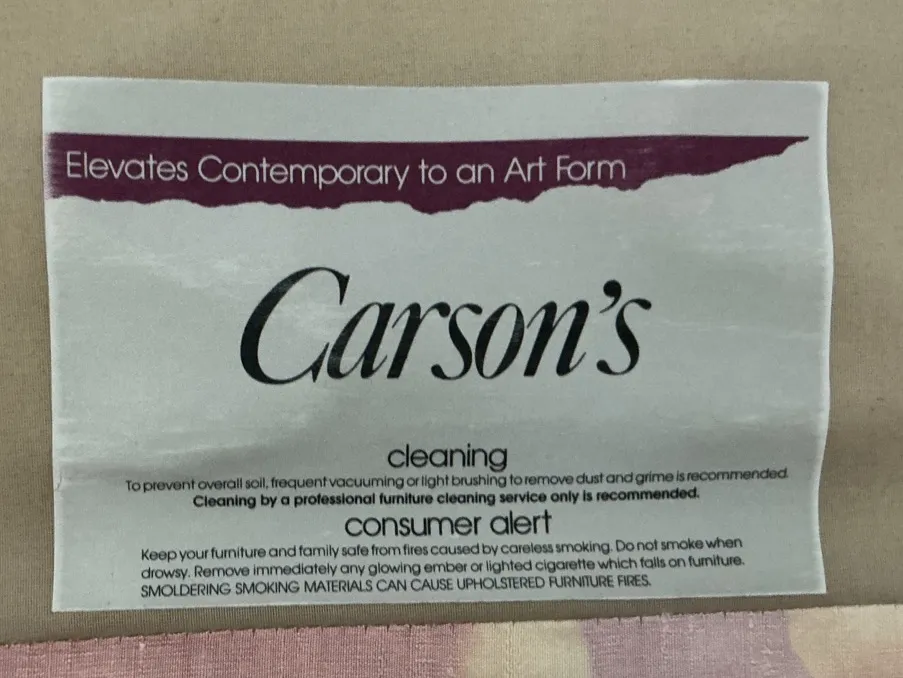 Elevates Contemporary to an Art Form
Carson's
cleaning
To prevent overall soil, frequent vacuuming or light brushing to remove dust and grime is recommended.
Cleaning by a professional furniture cleaning service only is recommended.
consumer alert
Keep your furniture and family safe from fires caused by careless smoking. Do not smoke when
drowsy. Remove immediately any glowing ember or lighted cigarette which falls on furniture.
SMOLDERING SMOKING MATERIALS CAN CAUSE UPHOLSTERED FURNITURE FIRES.